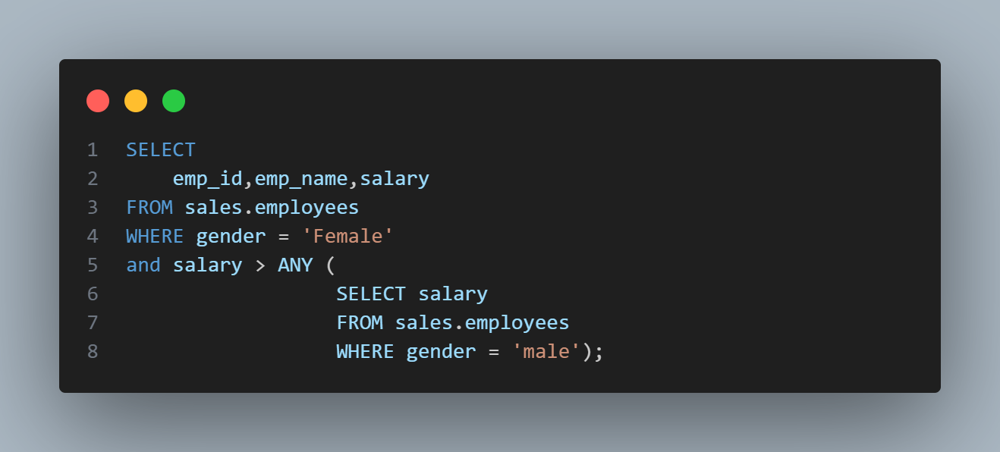 1 SELECT
2     emp_id,emp_name,salary
3 FROM sales.employees
4 WHERE gender = 'Female'
5 and salary > ANY (
6                   SELECT salary
7                   FROM sales.employees
8                   WHERE gender = 'male');